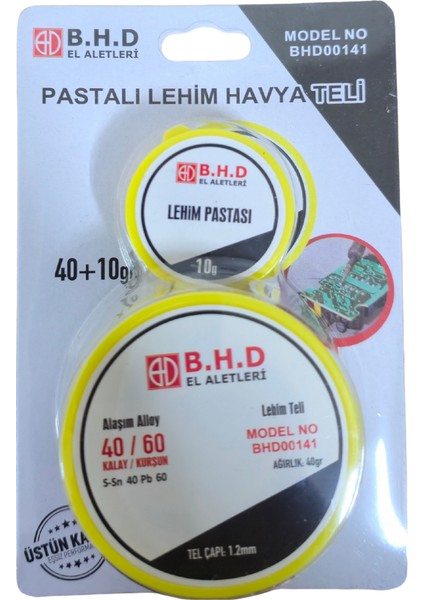 B.H.D
EL ALETLERİ
MODEL NO
BHD00141
PASTALI LEHİM HAVYA TELİ
B.H.D
EL ALETLERİ
LEHİM PASTASI
10g
40+10g
B.H.D
EL ALETLERİ
Alaşım Alloy
40 / 60
KALAY / KURŞUN
S-Sn 40 Pb 60
Lehim Teli
MODEL NO
BHD00141
AĞIRLIK: 40gr
TEL ÇAPI: 1.2mm
ÜSTÜN